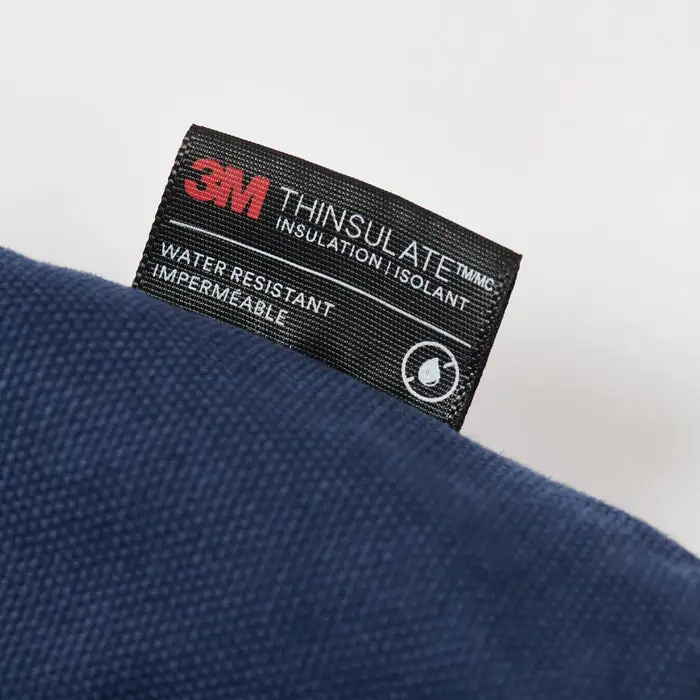 3M THINSULATE™/MC
INSULATION | ISOLANT
WATER RESISTANT
IMPERMÉABLE